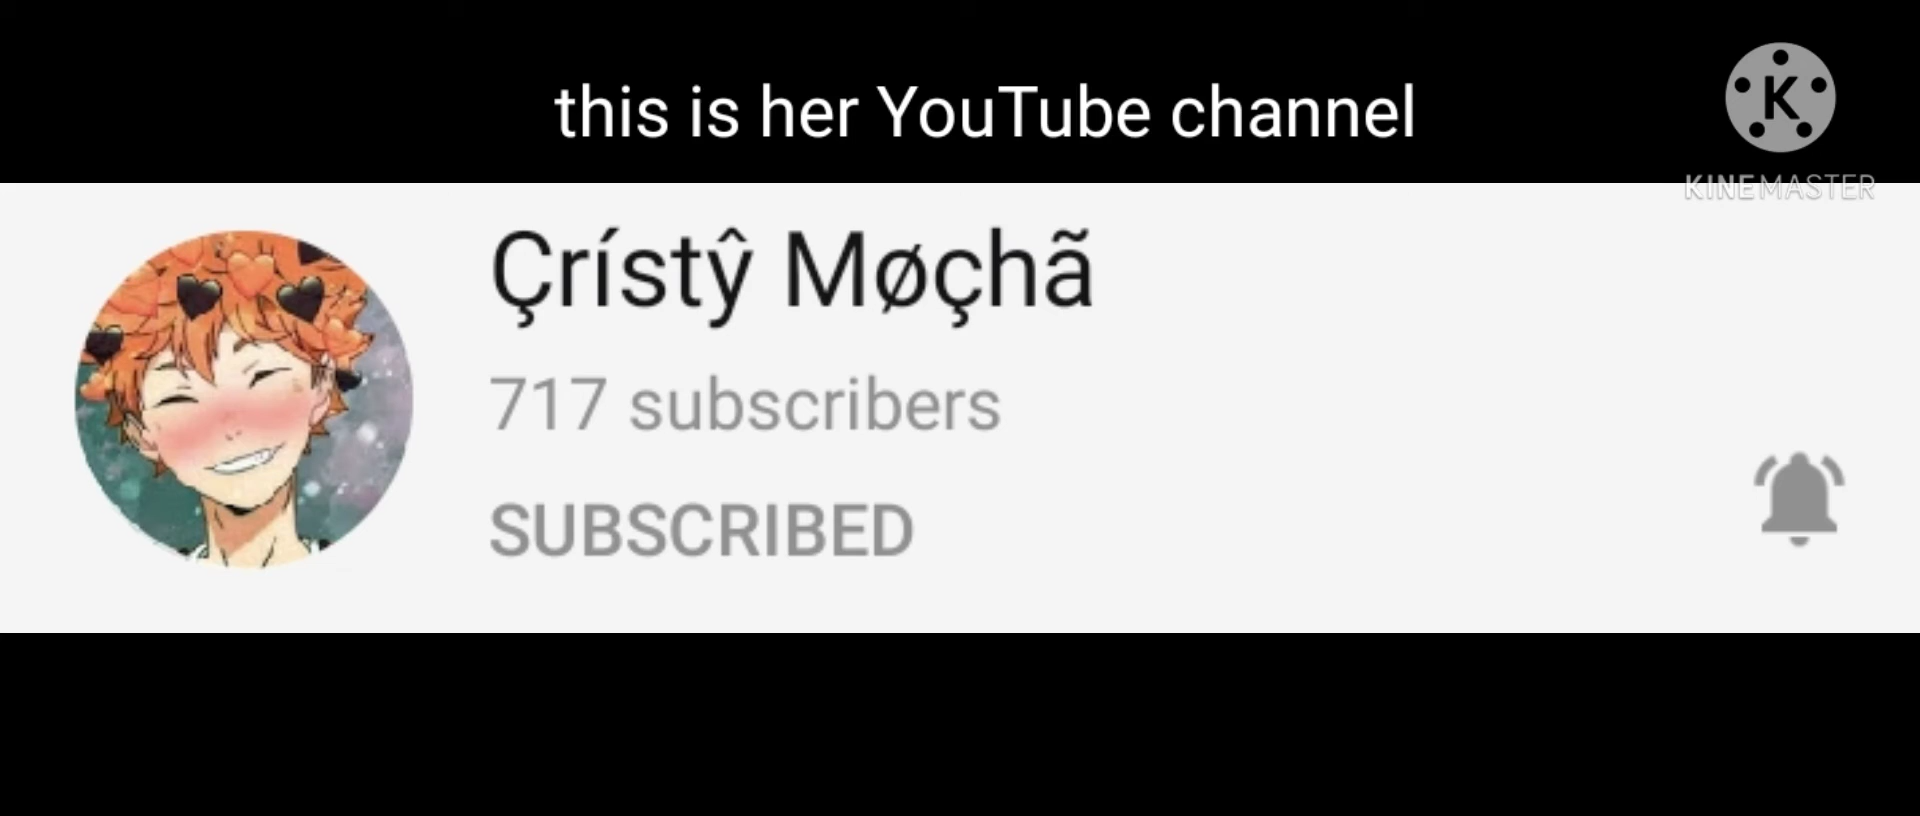 this is her YouTube channel
K
KINEMASTER
Çrístŷ Møçhã
717 subscribers
SUBSCRIBED